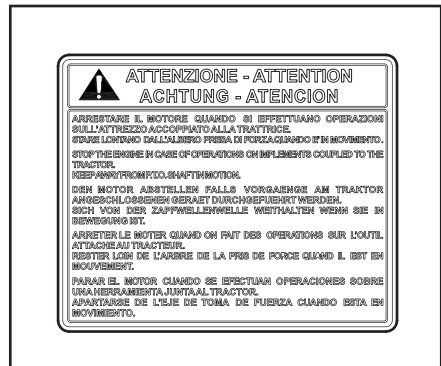 ATTENZIONE - ATTENTION
ACHTUNG - ATENCION
ARRESTARE IL MOTORE QUANDO SI EFFETTUANO OPERAZIONI
SULL'ATTREZZO ACCOPPIATO ALLA TRATTRICE.
STARE LONTANO DALL'ALBERO PRESA DI FORZA QUANDO E' IN MOVIMENTO.
STOP THE ENGINE IN CASE OF OPERATIONS ON IMPLEMENTS COUPLED TO THE
TRACTOR.
KEEP AWAY FROM P.T.O. SHAFT IN MOTION.
DEN MOTOR ABSTELLEN FALLS VORGAENGE AM TRAKTOR
ANGESCHLOSSENEN GERAET DURCHGEFUEHRT WERDEN.
SICH VON DER ZAPFWELLENWELLE WEITHALTEN WENN SIE IN
BEWEGUNG IST.
ARRETER LE MOTER QUAND ON FAIT DES OPERATIONS SUR L'OUTIL
ATTACHE AU TRACTEUR.
RESTER LOIN DE L'ARBRE DE LA PRIS DE FORCE QUAND IL EST EN
MOUVEMENT.
PARAR EL MOTOR CUANDO SE EFECTUAN OPERACIONES SOBRE
UNA HERRAMIENTA JUNTA AL TRACTOR.
APARTARSE DE L'EJE DE TOMA DE FUERZA CUANDO ESTA EN
MOVIMIENTO.